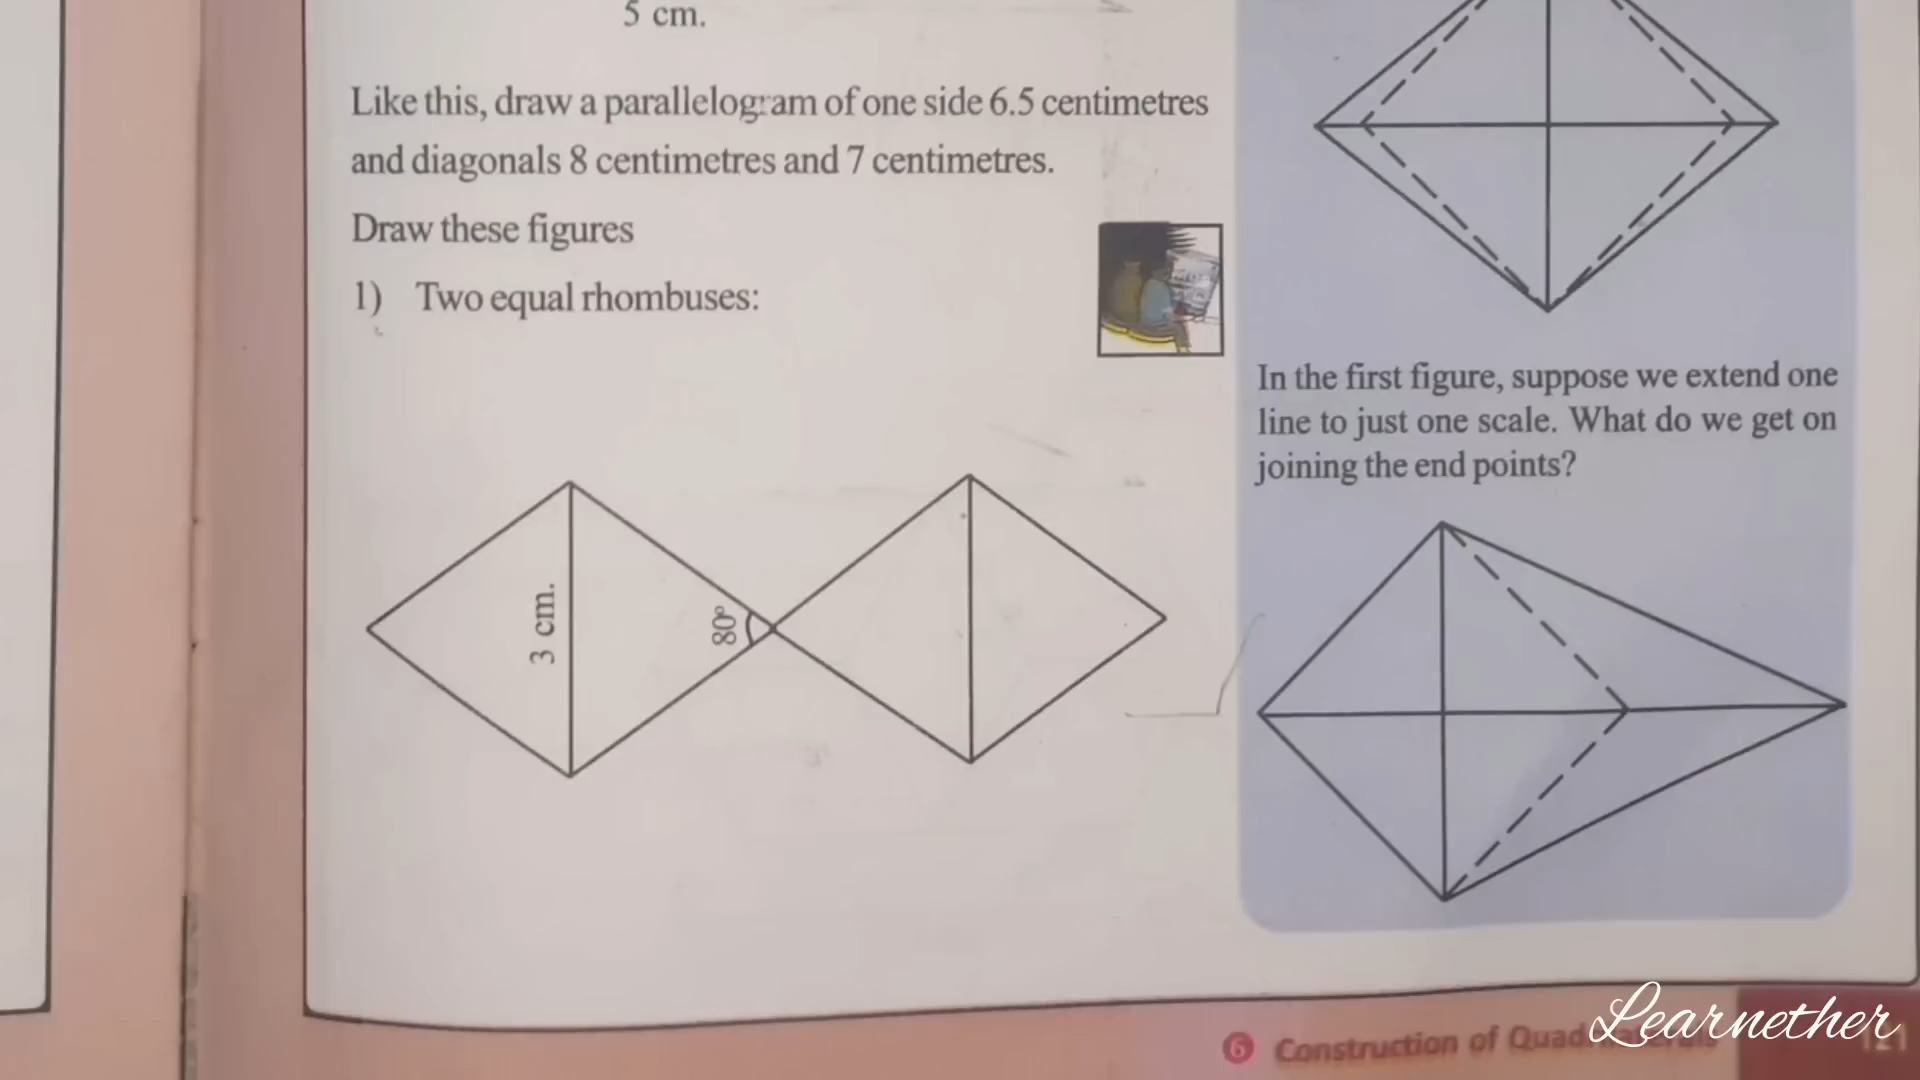 5 cm.
Like this, draw a parallelogram of one side 6.5 centimetres
and diagonals 8 centimetres and 7 centimetres.
Draw these figures
1) Two equal rhombuses:
3 cm.
80°
In the first figure, suppose we extend one
line to just one scale. What do we get on
joining the end points?
6 Construction of
Learnether